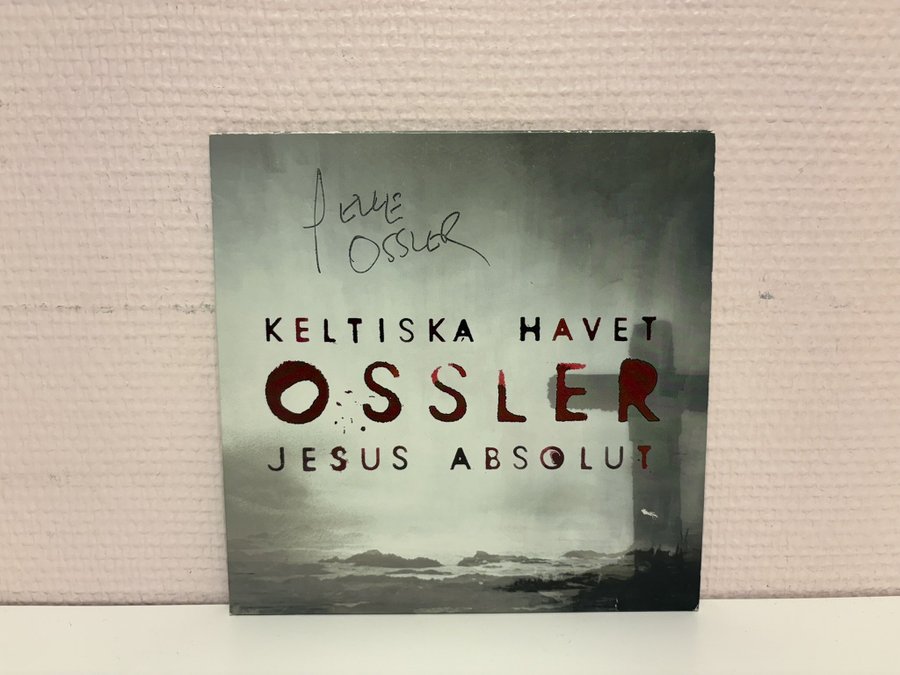 PELLE
OSSLER
KELTISKA HAVET
OSSLER
JESUS ABSOLUT